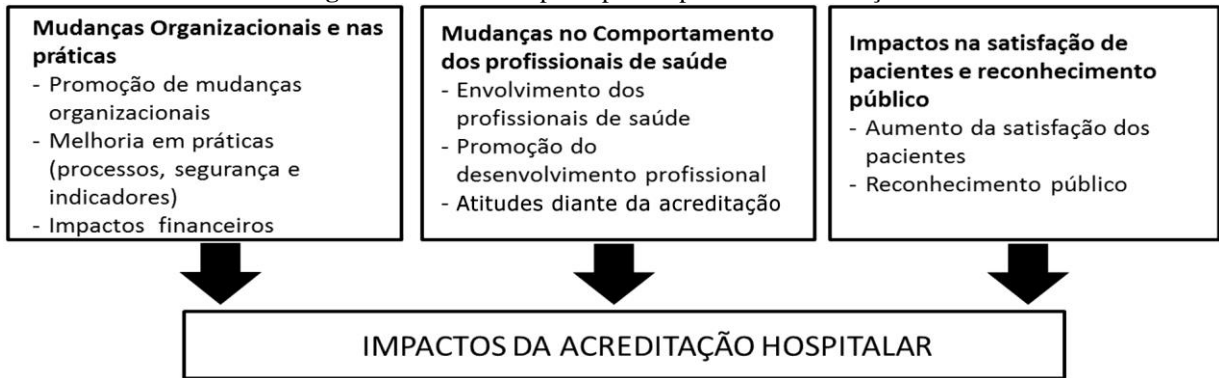 Mudanças Organizacionais e nas
práticas
- Promoção de mudanças
organizacionais
- Melhoria em práticas
(processos, segurança e
indicadores)
- Impactos financeiros
Mudanças no Comportamento
dos profissionais de saúde
- Envolvimento dos
profissionais de saúde
- Promoção do
desenvolvimento profissional
- Atitudes diante da acreditação
Impactos na satisfação de
pacientes e reconhecimento
público
- Aumento da satisfação dos
pacientes
- Reconhecimento público
IMPACTOS DA ACREDITAÇÃO HOSPITALAR